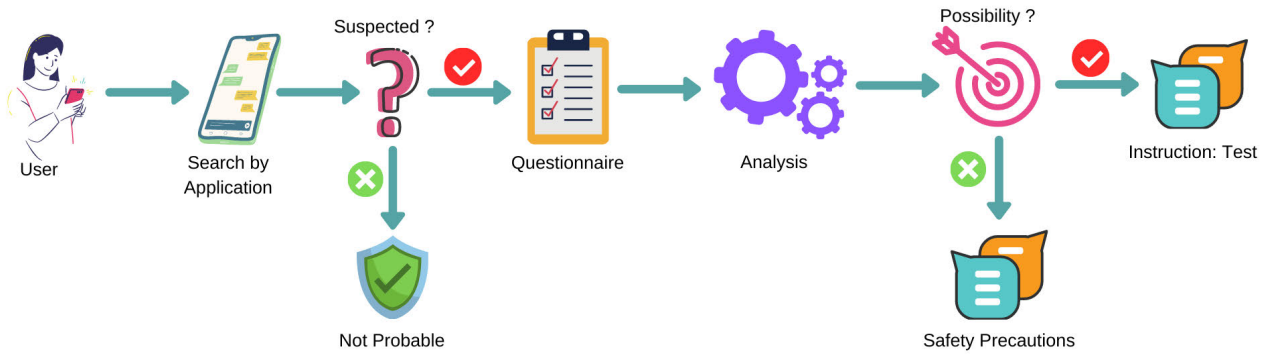 Suspected ?
Possibility ?
User
Search by
Application
Questionnaire
Analysis
Instruction: Test
Not Probable
Safety Precautions